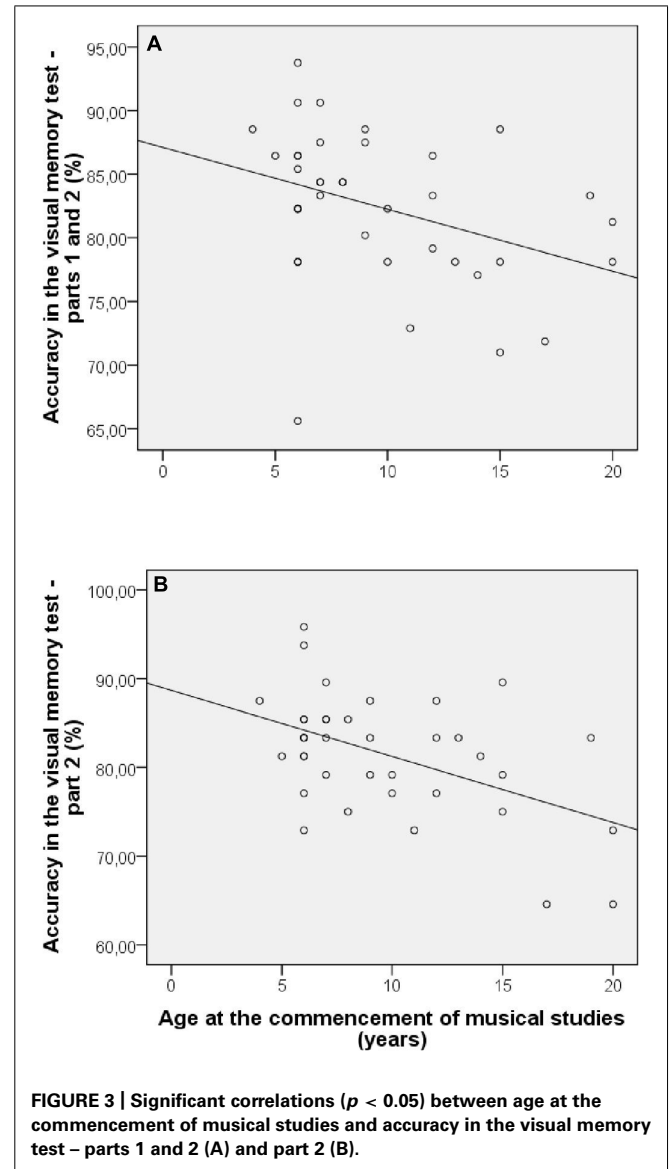 A
Accuracy in the visual memory test -
parts 1 and 2 (%)
95,00
90,00
85,00
80,00
75,00
70,00
65,00
0 5 10 15 20
B
Accuracy in the visual memory test -
part 2 (%)
100,00
90,00
80,00
70,00
60,00
0 5 10 15 20
Age at the commencement of musical studies
(years)
FIGURE 3 | Significant correlations (p < 0.05) between age at the
commencement of musical studies and accuracy in the visual memory
test – parts 1 and 2 (A) and part 2 (B).